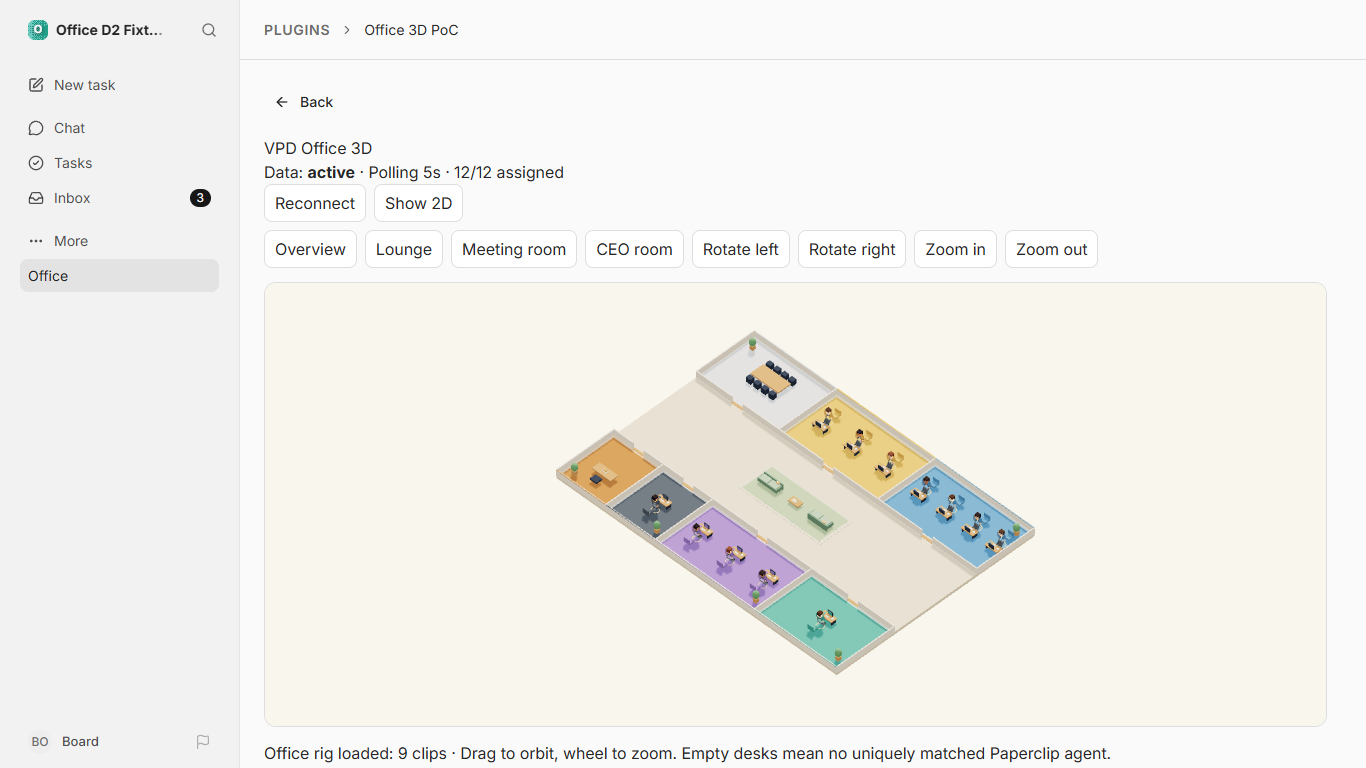 Office D2 Fixt...
New task
Chat
Tasks
Inbox 3
More
Office
BO Board
PLUGINS > Office 3D PoC
Back
VPD Office 3D
Data: active · Polling 5s · 12/12 assigned
Reconnect Show 2D
Overview Lounge Meeting room CEO room Rotate left Rotate right Zoom in Zoom out
Office rig loaded: 9 clips · Drag to orbit, wheel to zoom. Empty desks mean no uniquely matched Paperclip agent.